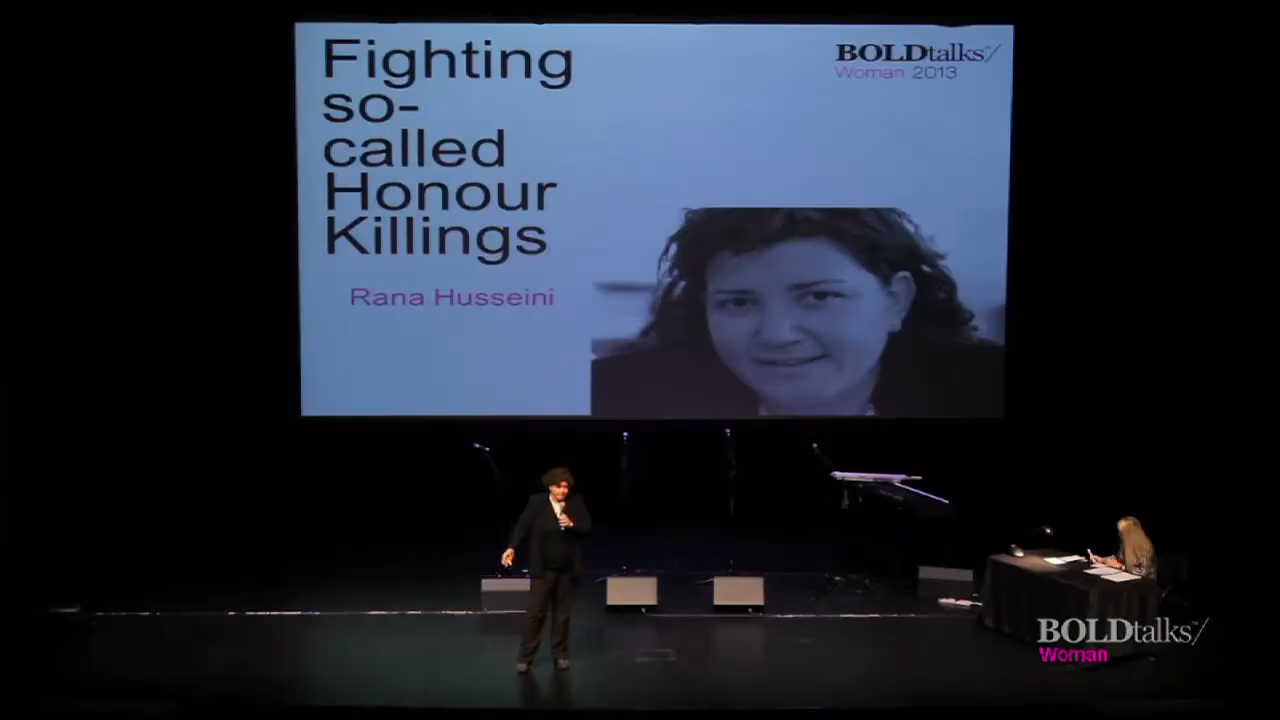 Fighting
so-
called
Honour
Killings
Rana Husseini
BOLDtalks/
Woman 2013
BOLDtalks/
Woman